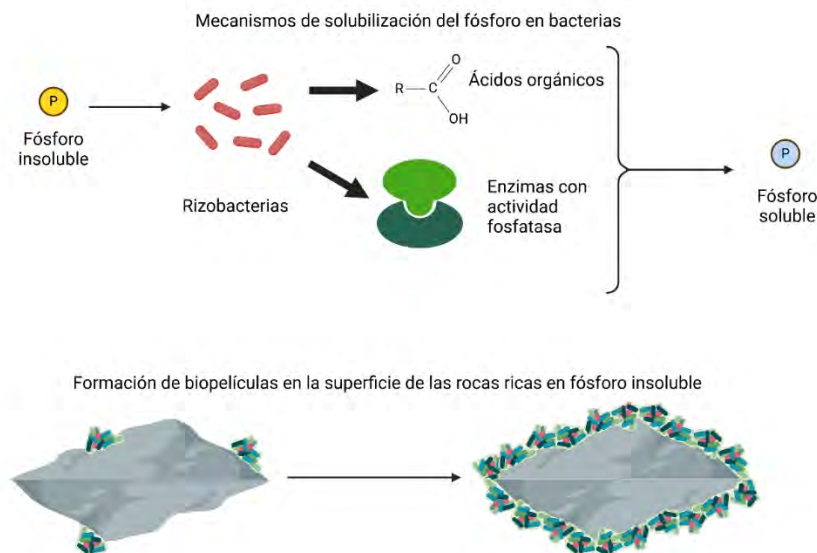 Mecanismos de solubilización del fósforo en bacterias
P
Fósforo
insoluble
Rizobacterias
R
C
O
OH
Ácidos orgánicos
Enzimas con
actividad
fosfatasa
P
Fósforo
soluble
Formación de biopelículas en la superficie de las rocas ricas en fósforo insoluble